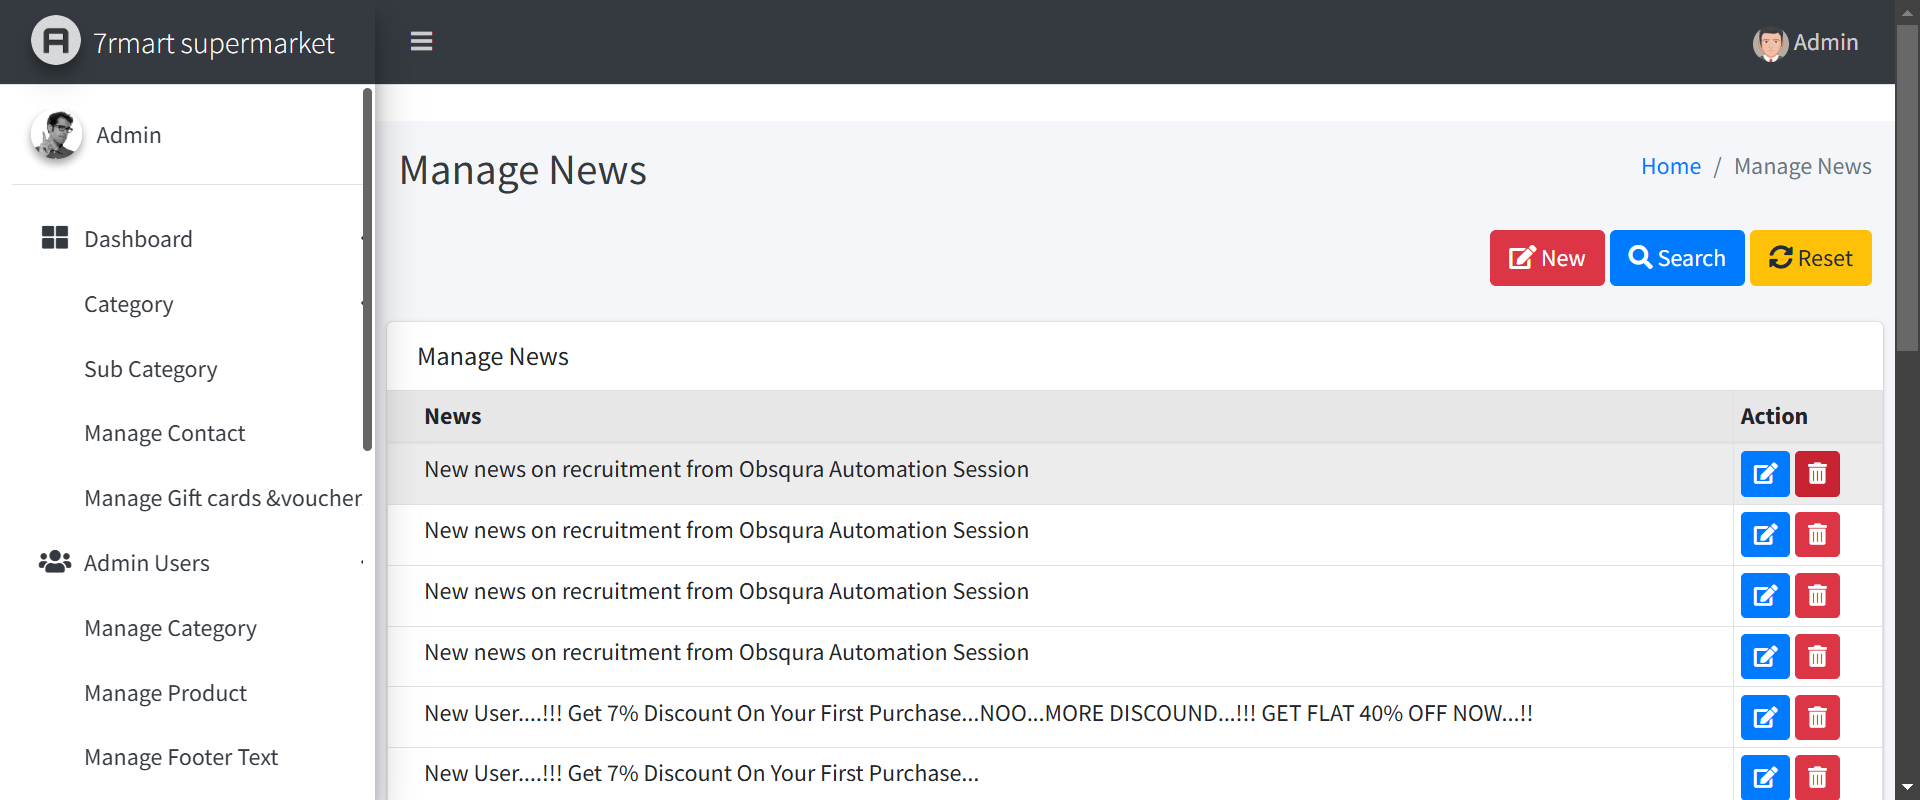 7rmart supermarket
Admin
Admin
Dashboard
Category
Sub Category
Manage Contact
Manage Gift cards &voucher
Admin Users
Manage Category
Manage Product
Manage Footer Text
Manage News
Home / Manage News
New
Search
Reset
Manage News
News Action
New news on recruitment from Obsqura Automation Session
New news on recruitment from Obsqura Automation Session
New news on recruitment from Obsqura Automation Session
New news on recruitment from Obsqura Automation Session
New User....!!! Get 7% Discount On Your First Purchase...NOO...MORE DISCOUND...!!! GET FLAT 40% OFF NOW...!!
New User....!!! Get 7% Discount On Your First Purchase...